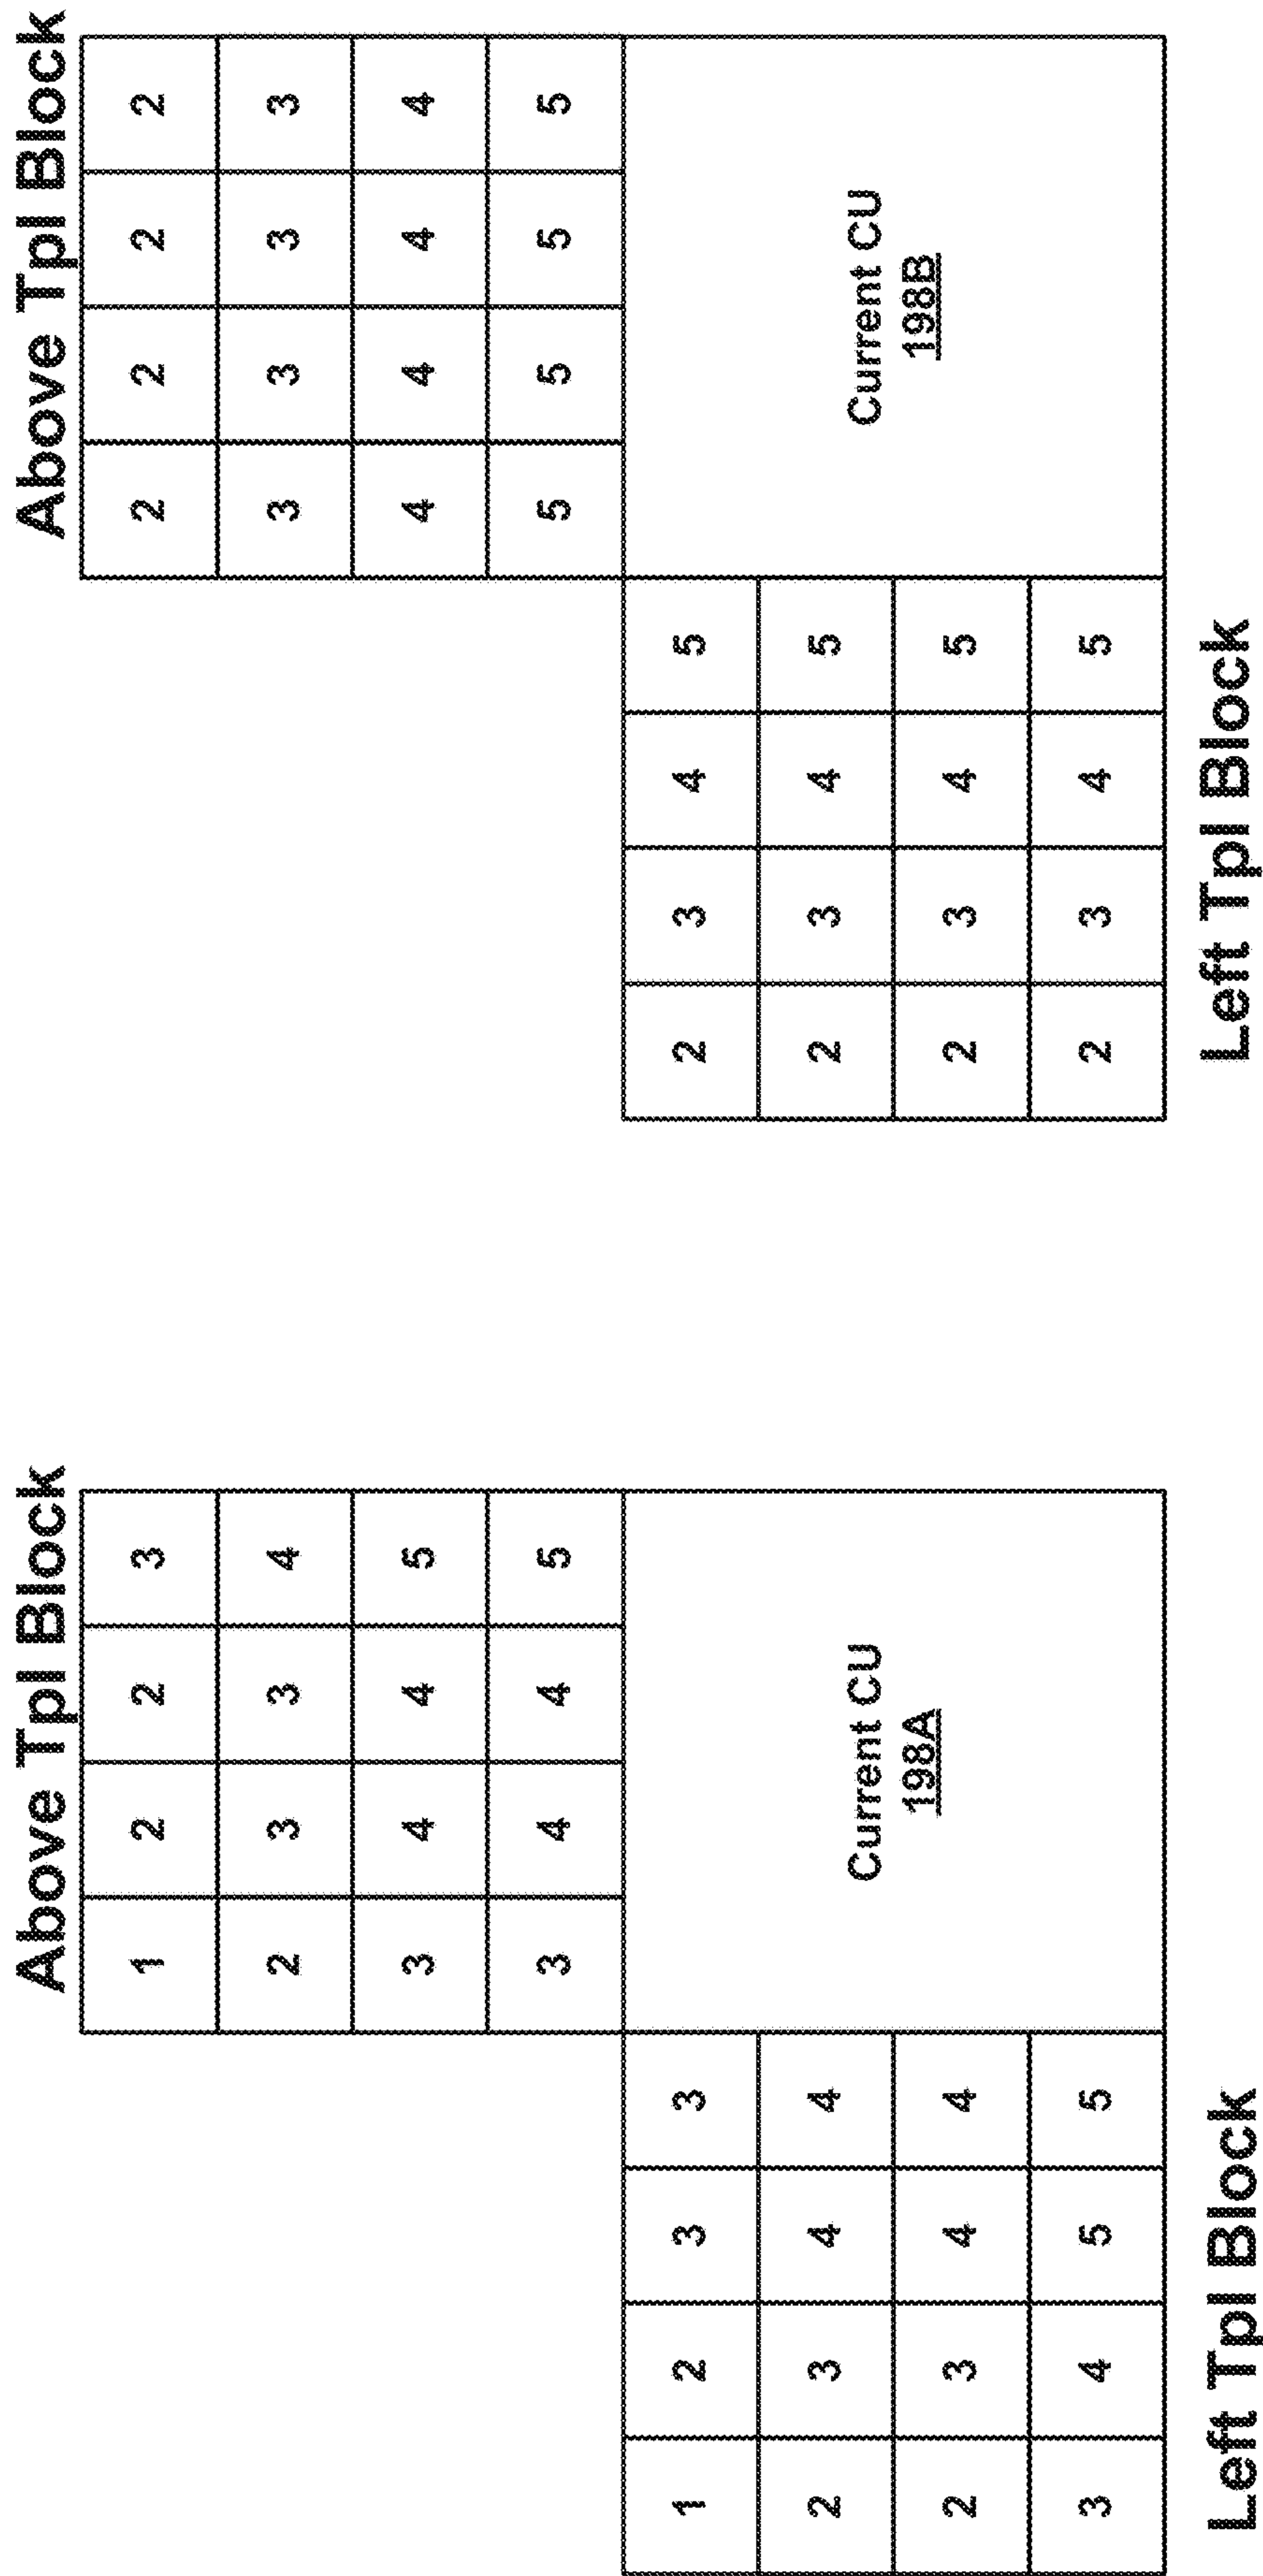 Above Tpl Block
1 2 2 3
2 3 3 4
3 4 4 5
3 4 4 5
1 2 3 3
2 3 4 4
2 3 4 4
3 4 5 5
Current CU
198A
Left Tpl Block
Above Tpl Block
2 2 2 2
3 3 3 3
4 4 4 4
5 5 5 5
2 3 4 5
2 3 4 5
2 3 4 5
2 3 4 5
Current CU
198B
Left Tpl Block